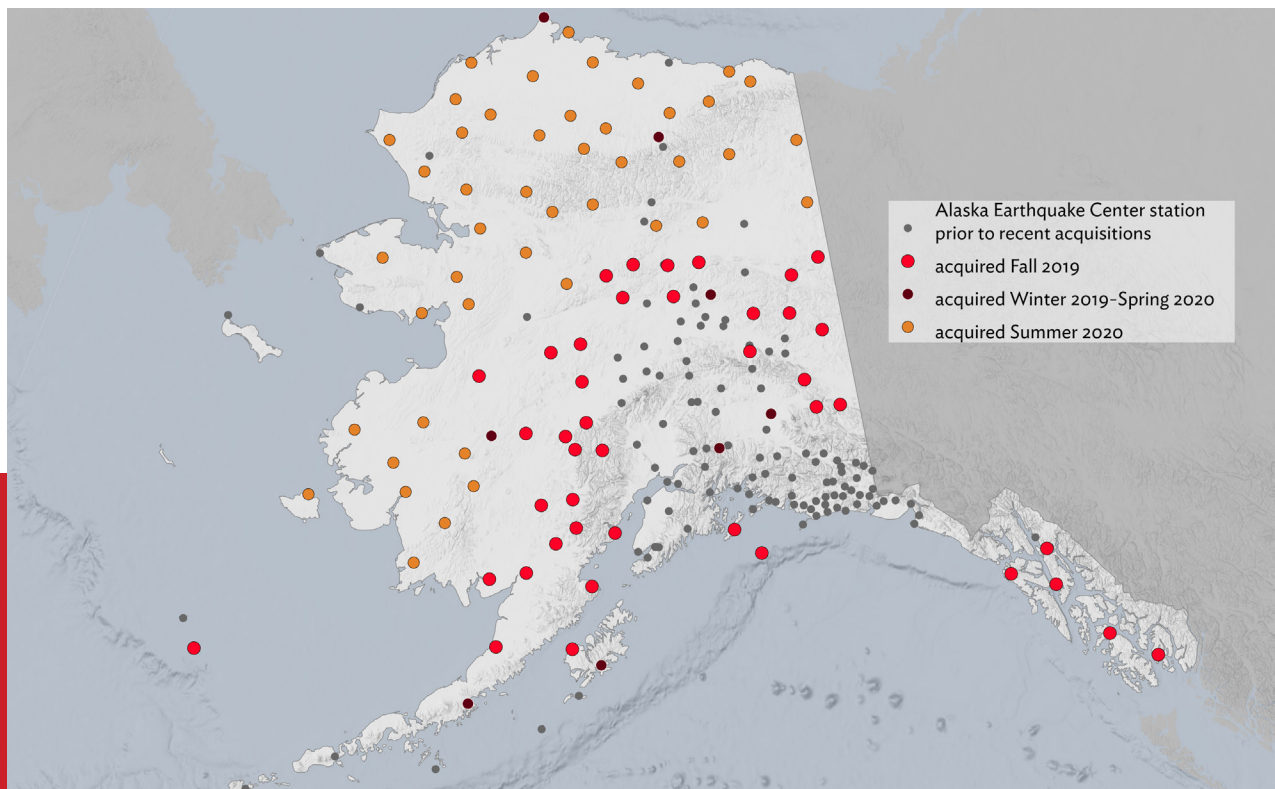 Alaska Earthquake Center station
prior to recent acquisitions
acquired Fall 2019
acquired Winter 2019–Spring 2020
acquired Summer 2020